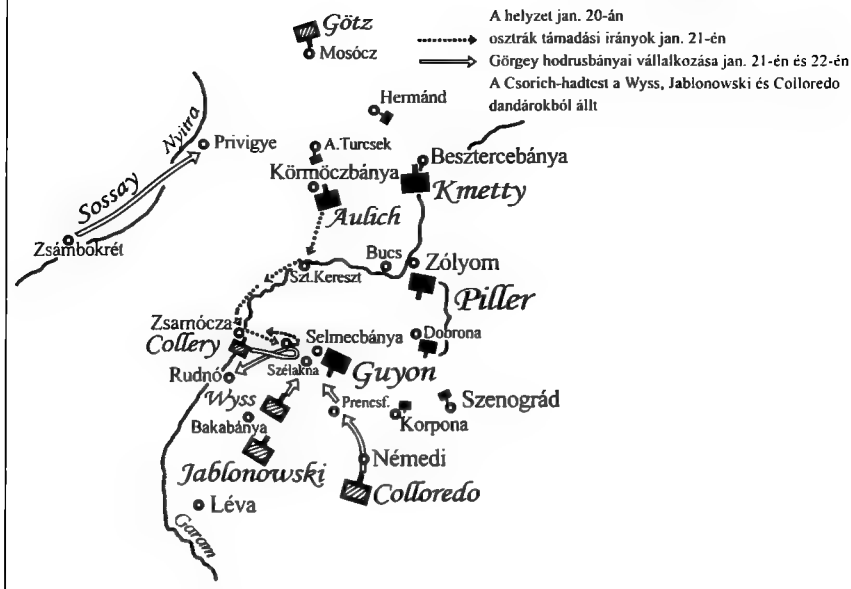 Götz
Mosócz
A helyzet jan. 20-án
osztrák támadási irányok jan. 21-én
Görgey hodrusbányai vállalkozása jan. 21-én és 22-én
A Csorich-hadtest a Wyss, Jablonowski és Colloredo
dandárokból állt
Hermánd
Nyitra
Privigye
A.Turcsek
Besztercebánya
Körmöczbánya
Kmetty
Sossay
Aulich
Zsámbokrét
Bucs
Zólyom
Szt.Kereszt
Piller
Zsarnócza
Selmecbánya
Dobrona
Collery
Szélakna
Guyon
Rudnó
Wyss
Prencsf.
Szenográd
Bakabánya
Korpona
Jablonowski
Némedi
Colloredo
Léva
Garam